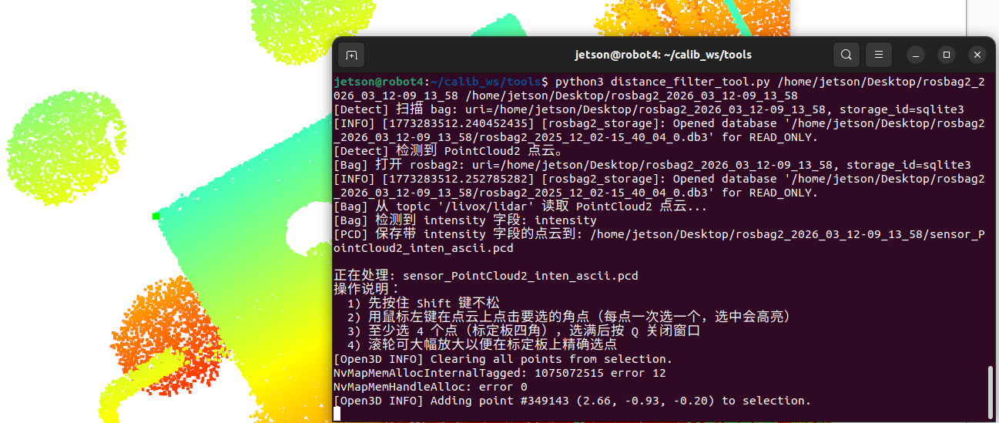 jetson@robot4: ~/calib_ws/tools
jetson@robot4:~/calib_ws/tools$ python3 distance_filter_tool.py /home/jetson/Desktop/rosbag2_2
026_03_12-09_13_58 /home/jetson/Desktop/rosbag2_2026_03_12-09_13_58
[Detect] 扫描 bag: uri=/home/jetson/Desktop/rosbag2_2026_03_12-09_13_58, storage_id=sqlite3
[INFO] [1773283512.240452435] [rosbag2_storage]: Opened database '/home/jetson/Desktop/rosbag2
_2026_03_12-09_13_58/rosbag2_2025_12_02-15_40_04_0.db3' for READ_ONLY.
[Detect] 检测到 PointCloud2 点云。
[Bag] 打开 rosbag2: uri=/home/jetson/Desktop/rosbag2_2026_03_12-09_13_58, storage_id=sqlite3
[INFO] [1773283512.252785282] [rosbag2_storage]: Opened database '/home/jetson/Desktop/rosbag2
_2026_03_12-09_13_58/rosbag2_2025_12_02-15_40_04_0.db3' for READ_ONLY.
[Bag] 从 topic '/livox/lidar' 读取 PointCloud2 点云...
[Bag] 检测到 intensity 字段: intensity
[PCD] 保存带 intensity 字段的点云到: /home/jetson/Desktop/rosbag2_2026_03_12-09_13_58/sensor_P
ointCloud2_inten_ascii.pcd
正在处理: sensor_PointCloud2_inten_ascii.pcd
操作说明：
1) 先按住 Shift 键不松
2) 用鼠标左键在点云上点击要选的角点（每点一次选一个，选中会高亮）
3) 至少选 4 个点（标定板四角），选满后按 Q 关闭窗口
4) 滚轮可大幅放大以便在标定板上精确选点
[Open3D INFO] Clearing all points from selection.
NvMapMemAllocInternalTagged: 1075072515 error 12
NvMapMemHandleAlloc: error 0
[Open3D INFO] Adding point #349143 (2.66, -0.93, -0.20) to selection.